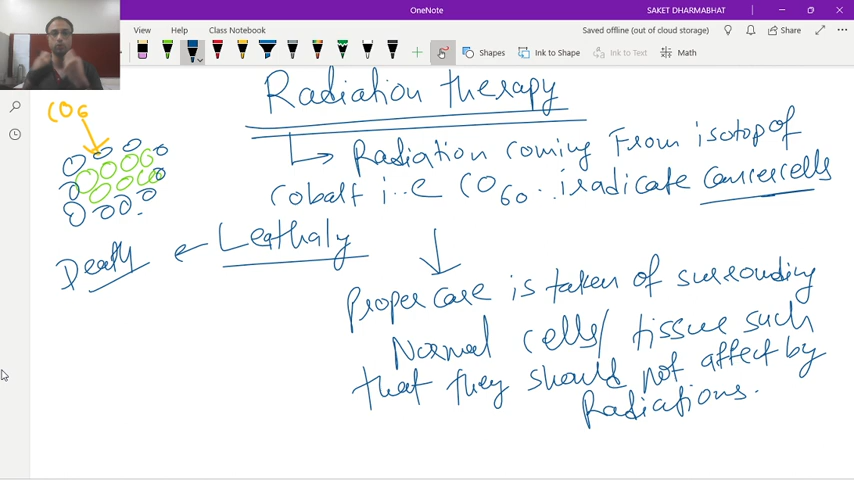 OneNote
SAKET DHARMABHAT
View Help Class Notebook
Saved offline (out of cloud storage)
Share
Shapes
Ink to Shape
Ink to Text
Math
Radiation therapy
CO6
Radiation coming From isotop of
cobalt i..e CO60..iradicate cancercells
Death ← Leathaly
Proper care is taken of surrounding
Normal cells/ tissue such
that they should not affect by
Radiations.